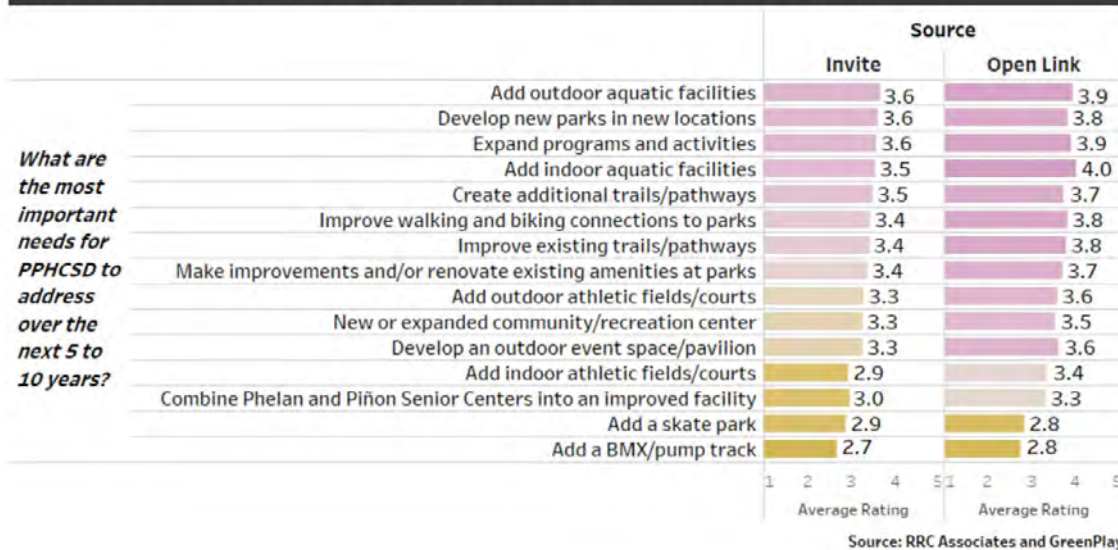 Source
Invite Open Link
What are
the most
important
needs for
PPHCSD to
address
over the
next 5 to
10 years?
Add outdoor aquatic facilities 3.6 3.9
Develop new parks in new locations 3.6 3.8
Expand programs and activities 3.6 3.9
Add indoor aquatic facilities 3.5 4.0
Create additional trails/pathways 3.5 3.7
Improve walking and biking connections to parks 3.4 3.8
Improve existing trails/pathways 3.4 3.8
Make improvements and/or renovate existing amenities at parks 3.4 3.7
Add outdoor athletic fields/courts 3.3 3.6
New or expanded community/recreation center 3.3 3.5
Develop an outdoor event space/pavilion 3.3 3.6
Add indoor athletic fields/courts 2.9 3.4
Combine Phelan and Piñon Senior Centers into an improved facility 3.0 3.3
Add a skate park 2.9 2.8
Add a BMX/pump track 2.7 2.8
1 2 3 4 5 1 2 3 4 5
Average Rating Average Rating
Source: RRC Associates and GreenPlay